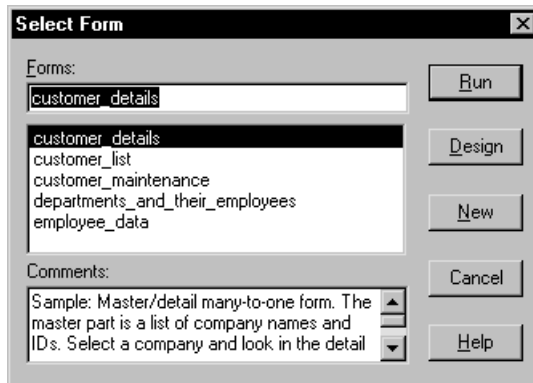 Select Form
Forms:
customer_details
customer_details
customer_list
customer_maintenance
departments_and_their_employees
employee_data
Comments:
Sample: Master/detail many-to-one form. The
master part is a list of company names and
IDs. Select a company and look in the detail
Run
Design
New
Cancel
Help